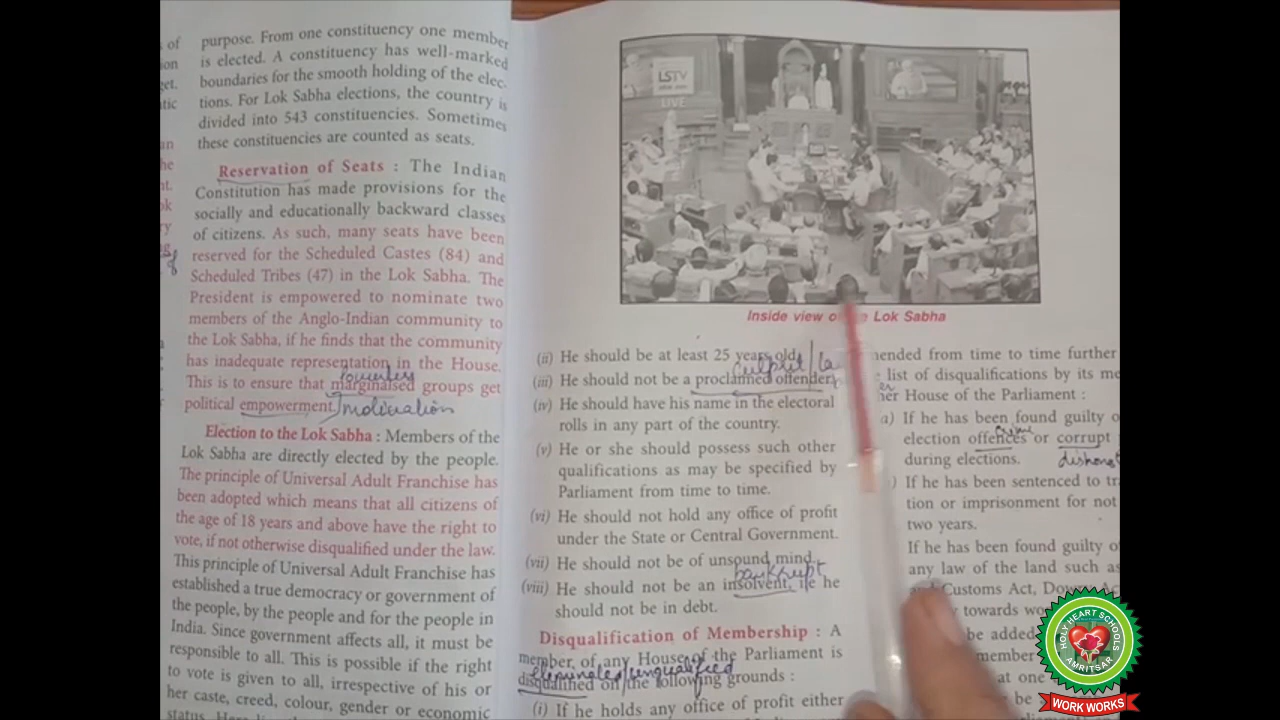 purpose. From one constituency one member
is elected. A constituency has well-marked
boundaries for the smooth holding of the elec-
tions. For Lok Sabha elections, the country is
divided into 543 constituencies. Sometimes
these constituencies are counted as seats.
Reservation of Seats : The Indian
Constitution has made provisions for the
socially and educationally backward classes
of citizens. As such, many seats have been
reserved for the Scheduled Castes (84) and
Scheduled Tribes (47) in the Lok Sabha. The
President is empowered to nominate two
members of the Anglo-Indian community to
the Lok Sabha, if he finds that the community
has inadequate representation in the House.
powerless
This is to ensure that marginalised groups get
political empowerment. motivation
Election to the Lok Sabha : Members of the
Lok Sabha are directly elected by the people.
The principle of Universal Adult Franchise has
been adopted which means that all citizens of
the age of 18 years and above have the right to
vote, if not otherwise disqualified under the law.
This principle of Universal Adult Franchise has
established a true democracy or government of
the people, by the people and for the people in
India. Since government affects all, it must be
responsible to all. This is possible if the right
to vote is given to all, irrespective of his or
her caste, creed, colour, gender or economic
status.
LSTV
LIVE
Inside view of Lok Sabha
(ii) He should be at least 25 years old.
culprit
(iii) He should not be a proclaimed offender.
(iv) He should have his name in the electoral
rolls in any part of the country.
(v) He or she should possess such other
qualifications as may be specified by
Parliament from time to time.
(vi) He should not hold any office of profit
under the State or Central Government.
(vii) He should not be of unsound mind.
bankrupt
(viii) He should not be an insolvent, i.e he
should not be in debt.
Disqualification of Membership : A
member of any House of the Parliament is
eleminated/unqualified
disqualified on the following grounds :
(i) If he holds any office of profit either
ended from time to time further
list of disqualifications by its me
her House of the Parliament :
a) If he has been found guilty o
crime
election offences or corrupt
during elections.
dishonest
) If he has been sentenced to tra
tion or imprisonment for not
two years.
If he has been found guilty o
any law of the land such as
Customs Act, Dowry Ac
towards wo
be added
member
at one
be
HOLY HEART SCHOOLS
AMRITSAR
WORK WORKS